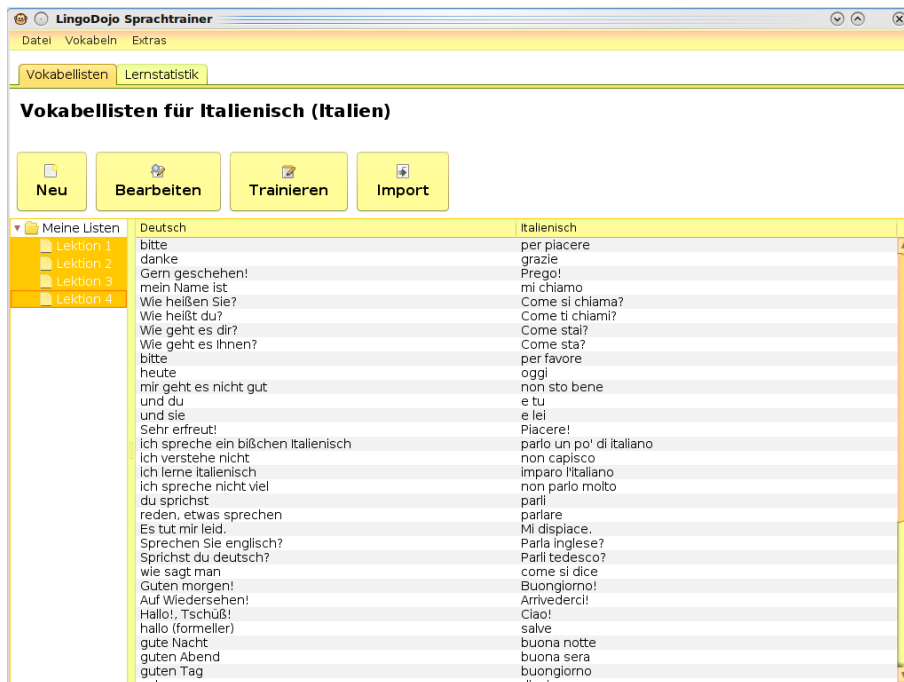 LingoDojo Sprachtrainer
Datei Vokabeln Extras
Vokabellisten Lernstatistik
Vokabellisten für Italienisch (Italien)
Neu Bearbeiten Trainieren Import
Meine Listen Deutsch Italienisch
Lektion 1 bitte per piacere
danke grazie
Lektion 2 Gern geschehen! Prego!
mein Name ist mi chiamo
Lektion 3 Wie heißen Sie? Come si chiama?
Lektion 4 Wie heißt du? Come ti chiami?
Wie geht es dir? Come stai?
Wie geht es Ihnen? Come sta?
bitte per favore
heute oggi
mir geht es nicht gut non sto bene
und du e tu
und sie e lei
Sehr erfreut! Piacere!
ich spreche ein bißchen Italienisch parlo un po' di italiano
ich verstehe nicht non capisco
ich lerne italienisch imparo l'italiano
ich spreche nicht viel non parlo molto
du sprichst parli
reden, etwas sprechen parlare
Es tut mir leid. Mi dispiace.
Sprechen Sie englisch? Parla inglese?
Sprichst du deutsch? Parli tedesco?
wie sagt man come si dice
Guten morgen! Buongiorno!
Auf Wiedersehen! Arrivederci!
Hallo!, Tschüß! Ciao!
hallo (formeller) salve
gute Nacht buona notte
guten Abend buona sera
guten Tag buongiorno